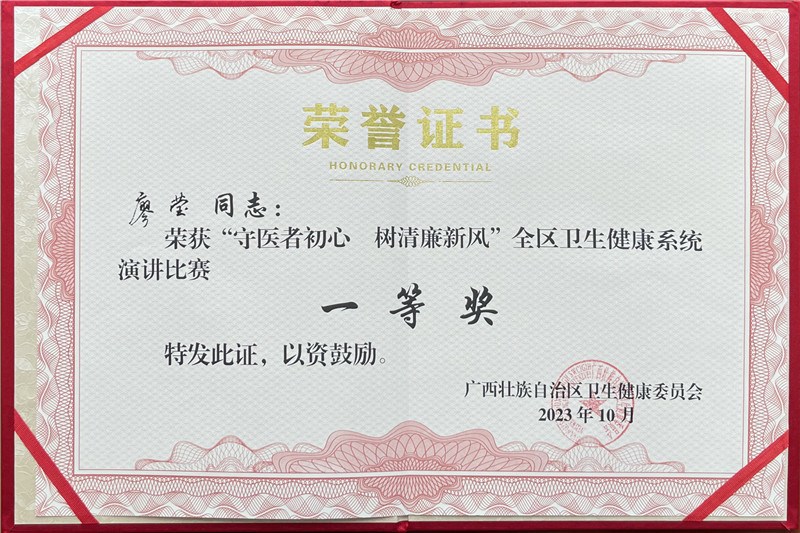 荣誉证书
HONORARY CREDENTIAL
廖莹 同志：
荣获“守医者初心 树清廉新风”全区卫生健康系统
演讲比赛
一等奖
特发此证，以资鼓励。
广西壮族自治区卫生健康委员会
2023年10月